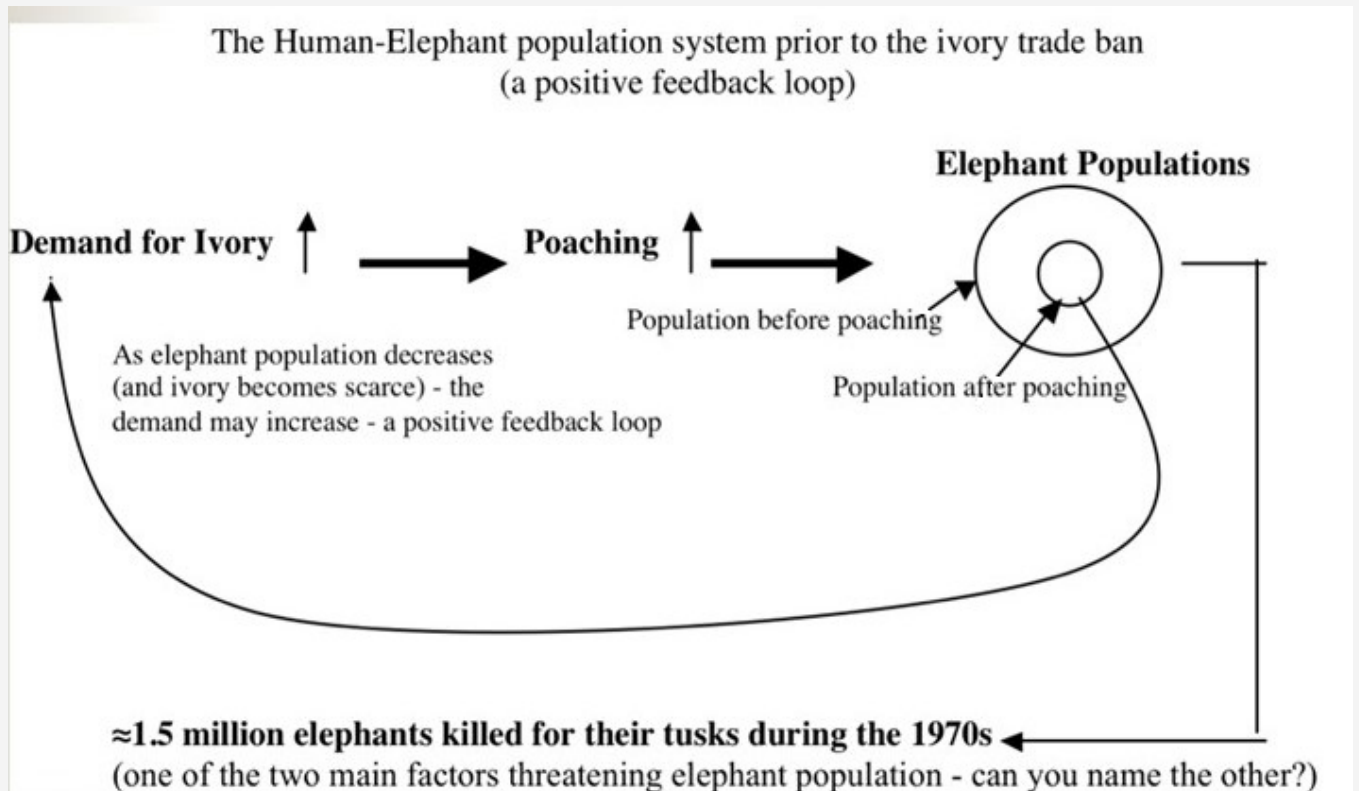 The Human-Elephant population system prior to the ivory trade ban
(a positive feedback loop)
Elephant Populations
Demand for Ivory
Poaching
Population before poaching
As elephant population decreases
(and ivory becomes scarce) - the
demand may increase - a positive feedback loop
Population after poaching
≈1.5 million elephants killed for their tusks during the 1970s
(one of the two main factors threatening elephant population - can you name the other?)